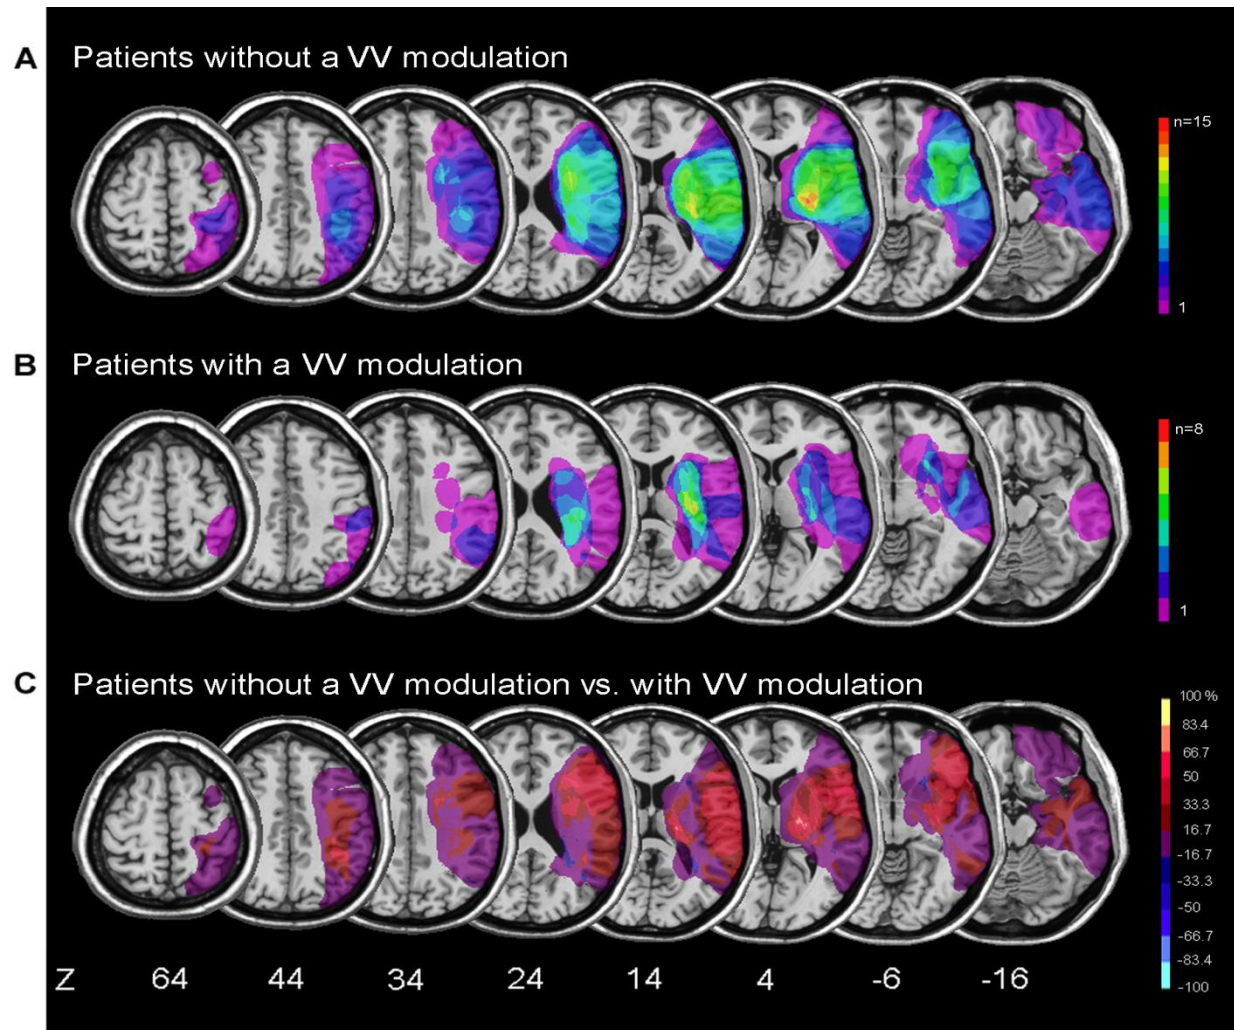 A
Patients without a VV modulation
n=15
1
B
Patients with a VV modulation
n=8
1
C
Patients without a VV modulation vs. with VV modulation
100 %
83.4
66.7
50
33.3
16.7
-16.7
-33.3
-50
-66.7
-83.4
-100
Z 64 44 34 24 14 4 -6 -16